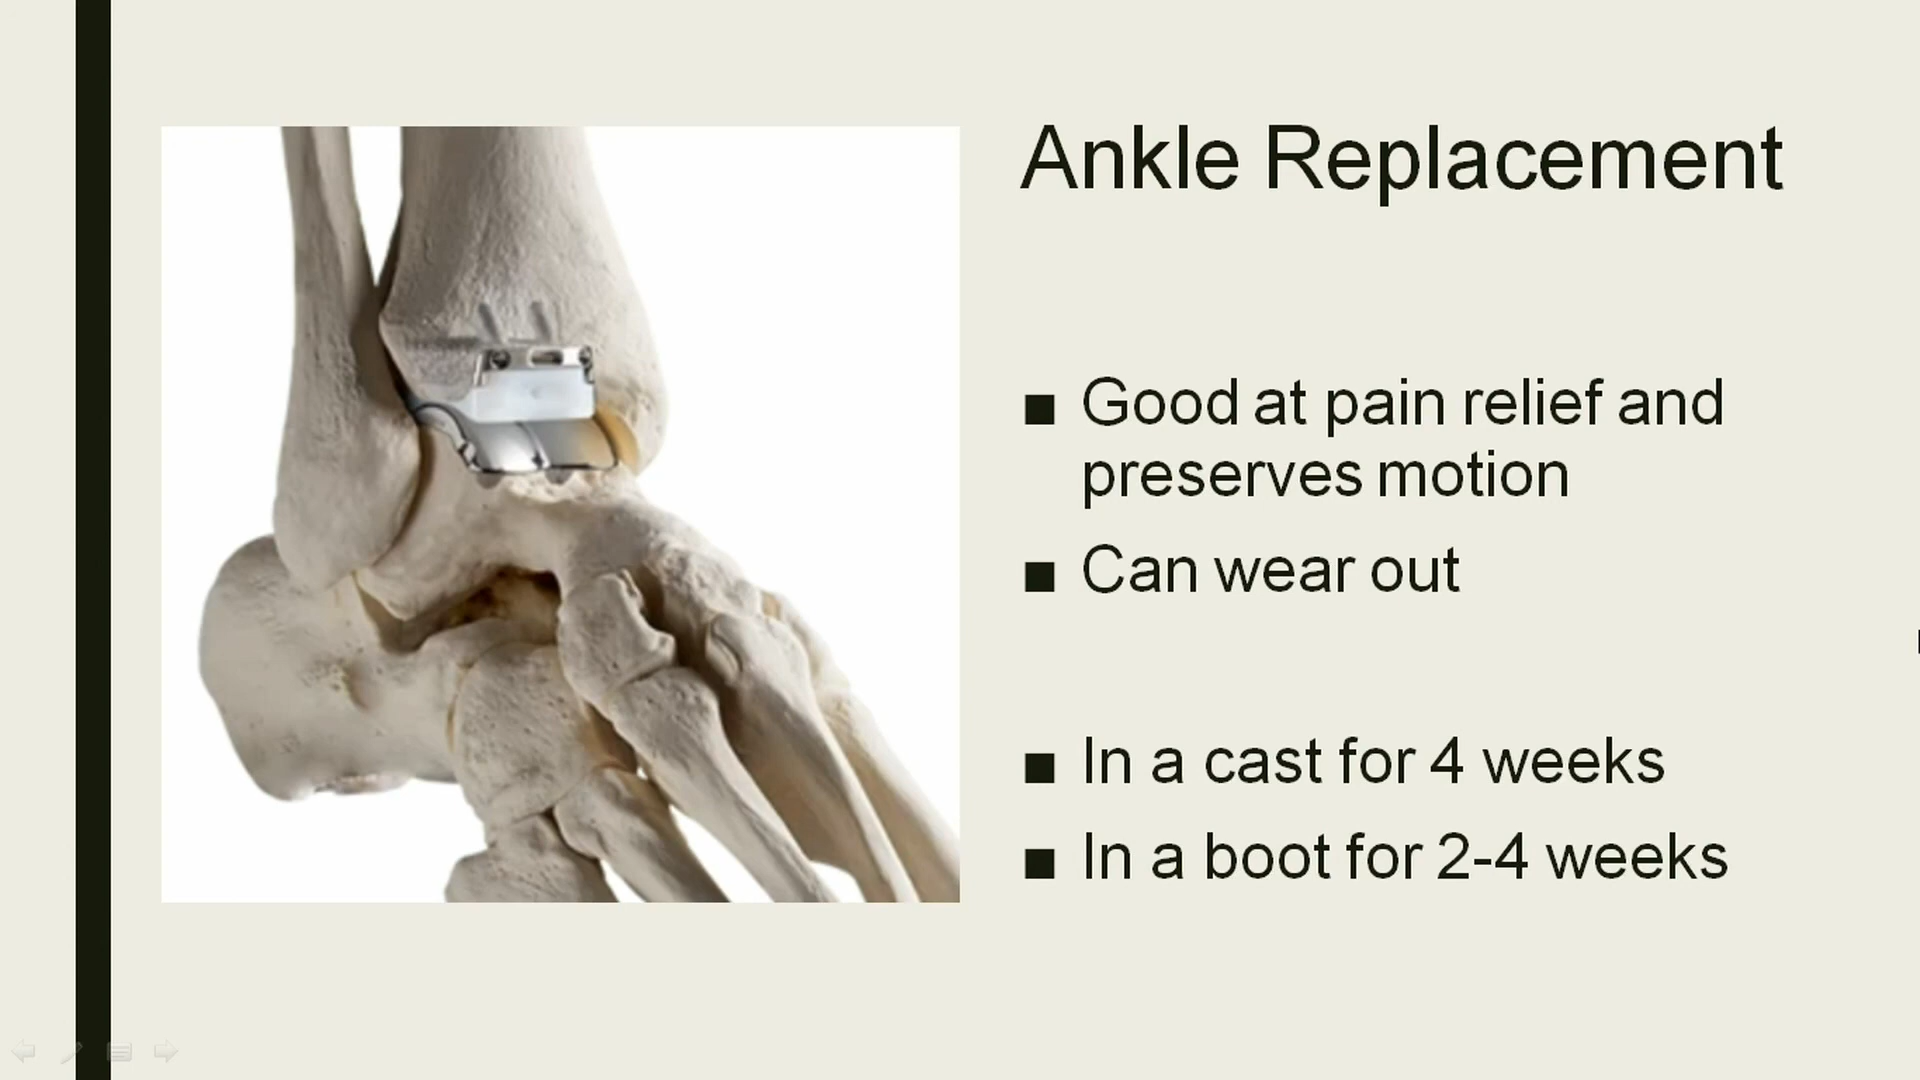 Ankle Replacement
■ Good at pain relief and
preserves motion
■ Can wear out
■ In a cast for 4 weeks
■ In a boot for 2-4 weeks